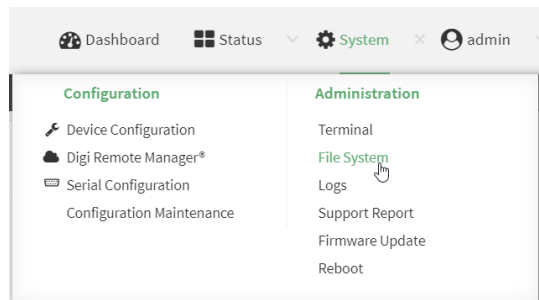 Dashboard Status System admin
Configuration
Device Configuration
Digi Remote Manager®
Serial Configuration
Configuration Maintenance
Administration
Terminal
File System
Logs
Support Report
Firmware Update
Reboot